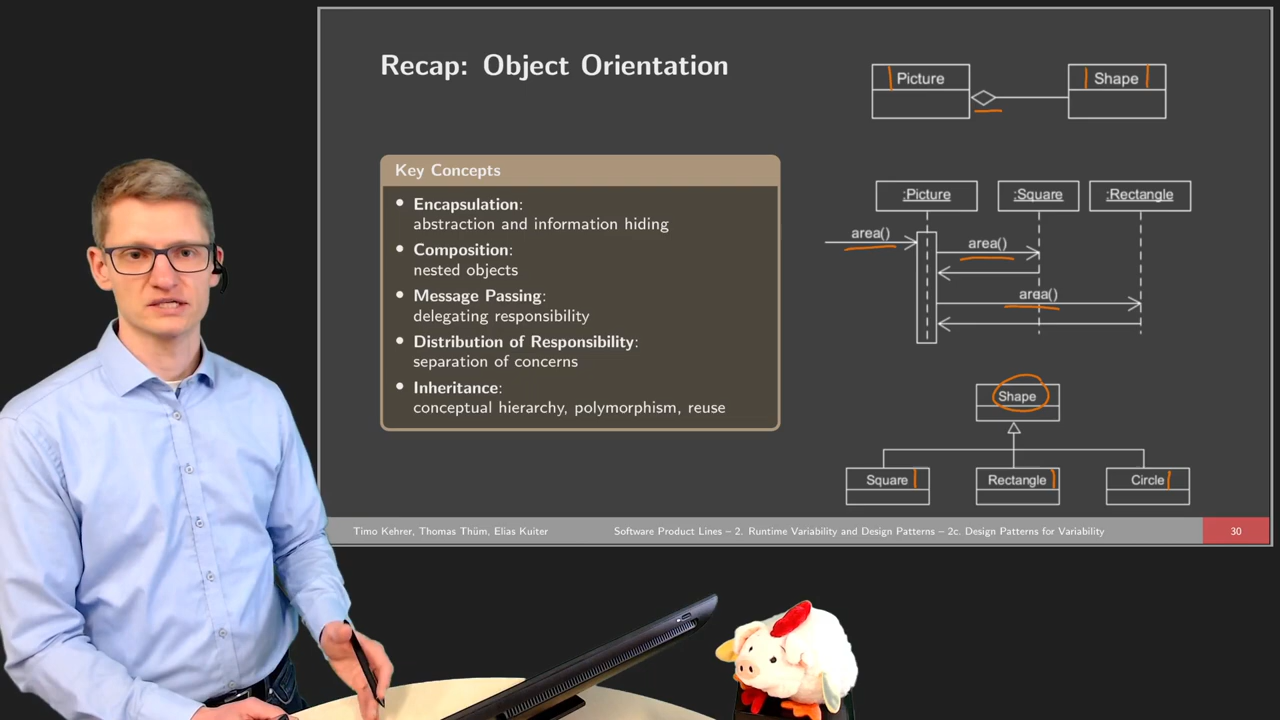 Recap: Object Orientation
Key Concepts
• Encapsulation:
abstraction and information hiding
• Composition:
nested objects
• Message Passing:
delegating responsibility
• Distribution of Responsibility:
separation of concerns
• Inheritance:
conceptual hierarchy, polymorphism, reuse
Picture
Shape
:Picture
:Square
:Rectangle
area()
area()
area()
Shape
Square
Rectangle
Circle
Timo Kehrer, Thomas Thüm, Elias Kuiter
Software Product Lines – 2. Runtime Variability and Design Patterns – 2c. Design Patterns for Variability
30